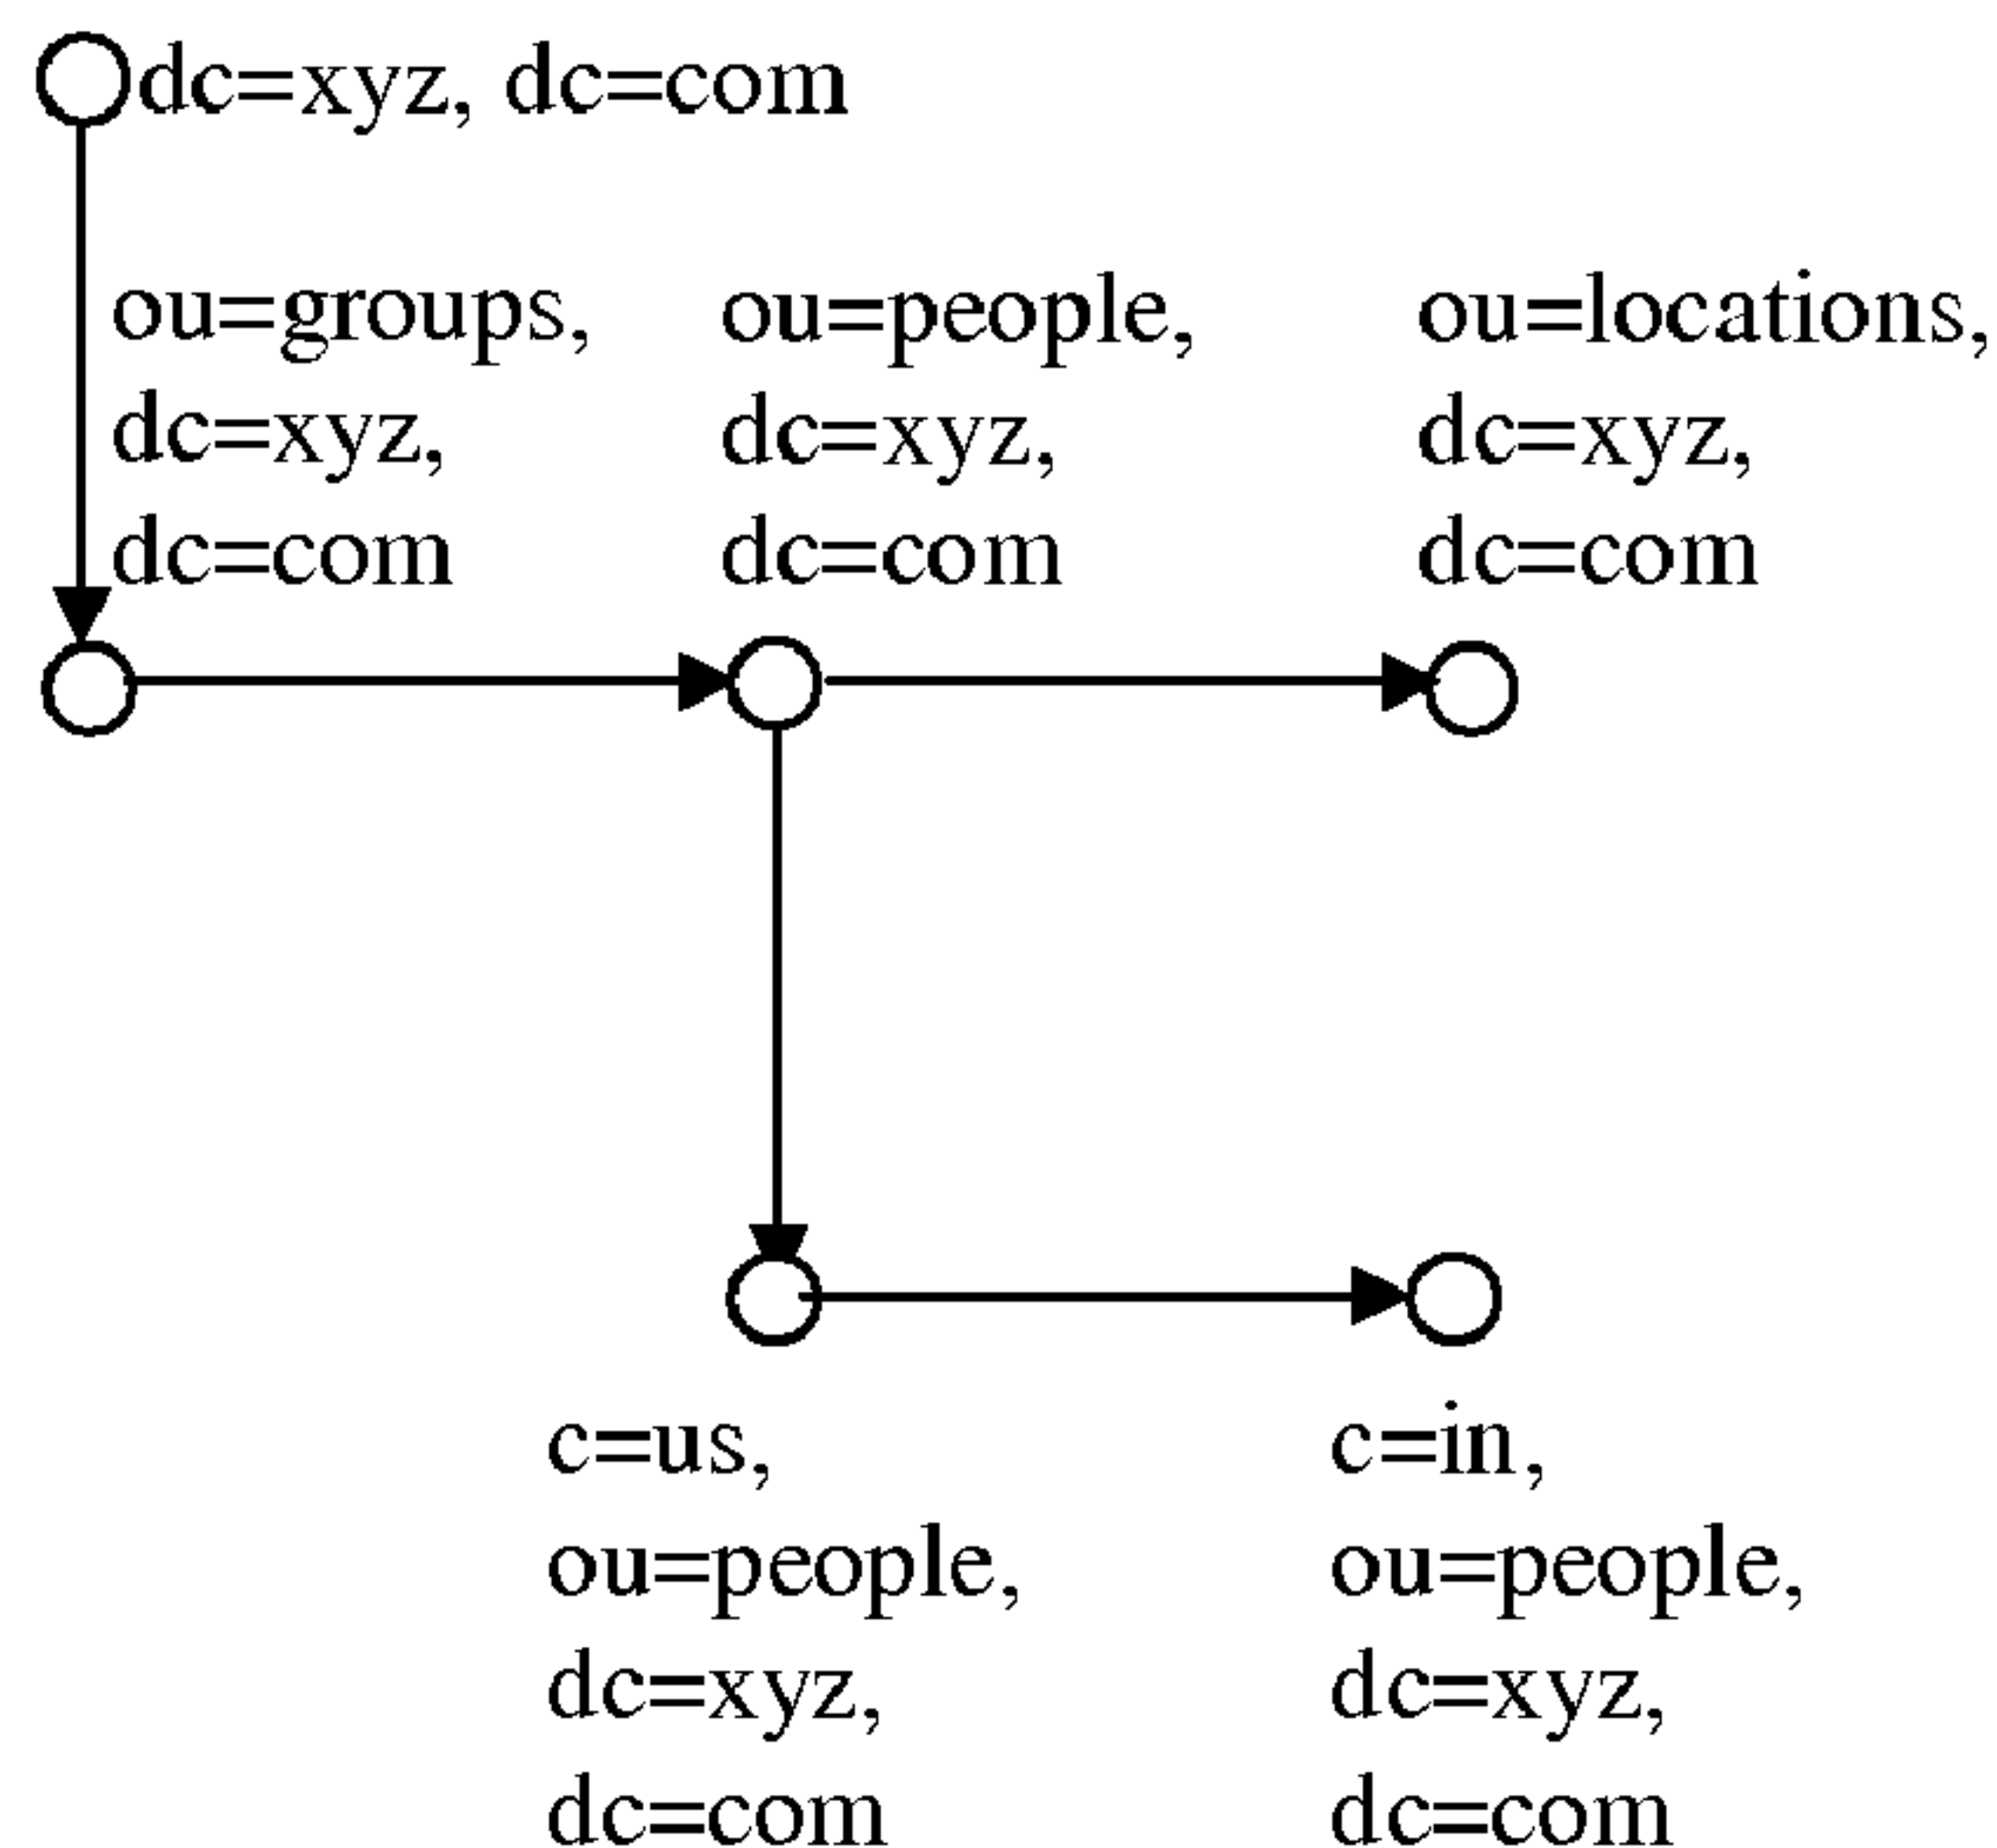 dc=xyz, dc=com
ou=groups,
dc=xyz,
dc=com
ou=people,
dc=xyz,
dc=com
ou=locations,
dc=xyz,
dc=com
c=us,
ou=people,
dc=xyz,
dc=com
c=in,
ou=people,
dc=xyz,
dc=com